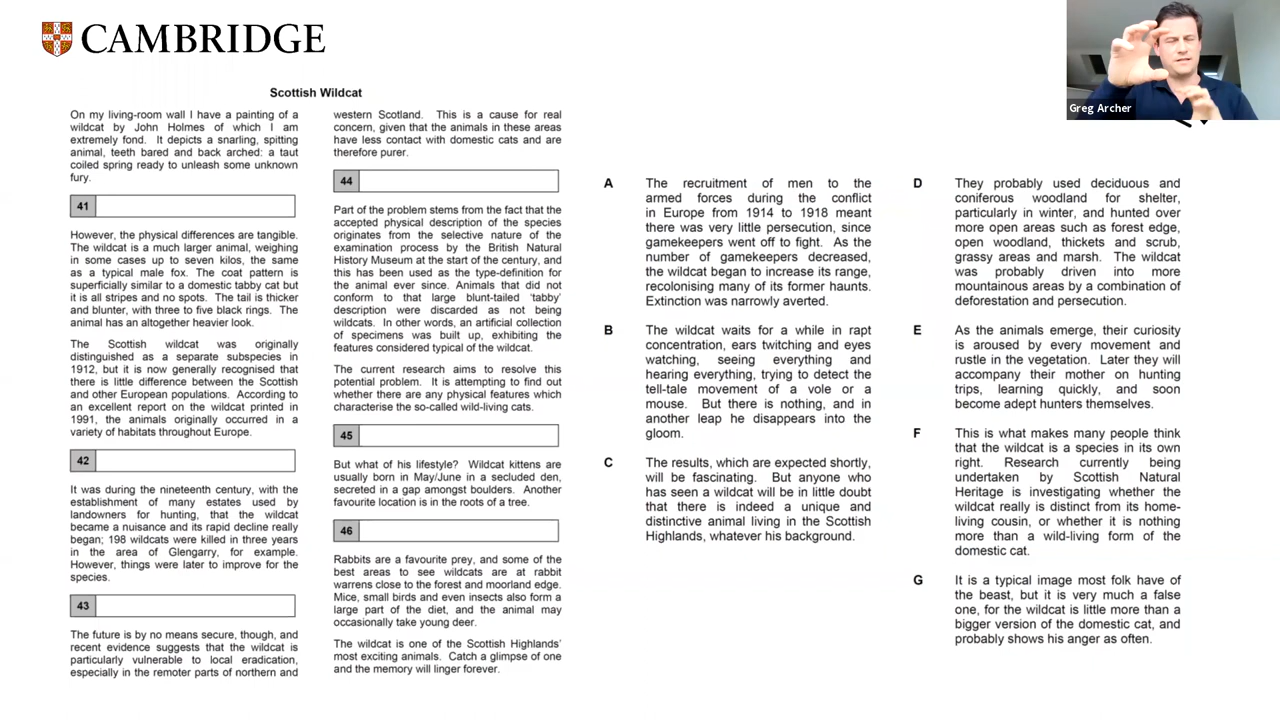 CAMBRIDGE
Greg Archer
Scottish Wildcat
On my living-room wall I have a painting of a
wildcat by John Holmes of which I am
extremely fond. It depicts a snarling, spitting
animal, teeth bared and back arched: a taut
coiled spring ready to unleash some unknown
fury.
41
However, the physical differences are tangible.
The wildcat is a much larger animal, weighing
in some cases up to seven kilos, the same
as a typical male fox. The coat pattern is
superficially similar to a domestic tabby cat but
it is all stripes and no spots. The tail is thicker
and blunter, with three to five black rings. The
animal has an altogether heavier look.
The Scottish wildcat was originally
distinguished as a separate subspecies in
1912, but it is now generally recognised that
there is little difference between the Scottish
and other European populations. According to
an excellent report on the wildcat printed in
1991, the animals originally occurred in a
variety of habitats throughout Europe.
42
It was during the nineteenth century, with the
establishment of many estates used by
landowners for hunting, that the wildcat
became a nuisance and its rapid decline really
began; 198 wildcats were killed in three years
in the area of Glengarry, for example.
However, things were later to improve for the
species.
43
The future is by no means secure, though, and
recent evidence suggests that the wildcat is
particularly vulnerable to local eradication,
especially in the remoter parts of northern and
western Scotland. This is a cause for real
concern, given that the animals in these areas
have less contact with domestic cats and are
therefore purer.
44
Part of the problem stems from the fact that the
accepted physical description of the species
originates from the selective nature of the
examination process by the British Natural
History Museum at the start of the century, and
this has been used as the type-definition for
the animal ever since. Animals that did not
conform to that large blunt-tailed 'tabby'
description were discarded as not being
wildcats. In other words, an artificial collection
of specimens was built up, exhibiting the
features considered typical of the wildcat.
The current research aims to resolve this
potential problem. It is attempting to find out
whether there are any physical features which
characterise the so-called wild-living cats.
45
But what of his lifestyle? Wildcat kittens are
usually born in May/June in a secluded den,
secreted in a gap amongst boulders. Another
favourite location is in the roots of a tree.
46
Rabbits are a favourite prey, and some of the
best areas to see wildcats are at rabbit
warrens close to the forest and moorland edge.
Mice, small birds and even insects also form a
large part of the diet, and the animal may
occasionally take young deer.
The wildcat is one of the Scottish Highlands'
most exciting animals. Catch a glimpse of one
and the memory will linger forever.
A
The recruitment of men to the
armed forces during the conflict
in Europe from 1914 to 1918 meant
there was very little persecution, since
gamekeepers went off to fight. As the
number of gamekeepers decreased,
the wildcat began to increase its range,
recolonising many of its former haunts.
Extinction was narrowly averted.
B
The wildcat waits for a while in rapt
concentration, ears twitching and eyes
watching, seeing everything and
hearing everything, trying to detect the
tell-tale movement of a vole or a
mouse. But there is nothing, and in
another leap he disappears into the
gloom.
C
The results, which are expected shortly,
will be fascinating. But anyone who
has seen a wildcat will be in little doubt
that there is indeed a unique and
distinctive animal living in the Scottish
Highlands, whatever his background.
D
They probably used deciduous and
coniferous woodland for shelter,
particularly in winter, and hunted over
more open areas such as forest edge,
open woodland, thickets and scrub,
grassy areas and marsh. The wildcat
was probably driven into more
mountainous areas by a combination of
deforestation and persecution.
E
As the animals emerge, their curiosity
is aroused by every movement and
rustle in the vegetation. Later they will
accompany their mother on hunting
trips, learning quickly, and soon
become adept hunters themselves.
F
This is what makes many people think
that the wildcat is a species in its own
right. Research currently being
undertaken by Scottish Natural
Heritage is investigating whether the
wildcat really is distinct from its home-
living cousin, or whether it is nothing
more than a wild-living form of the
domestic cat.
G
It is a typical image most folk have of
the beast, but it is very much a false
one, for the wildcat is little more than a
bigger version of the domestic cat, and
probably shows his anger as often.